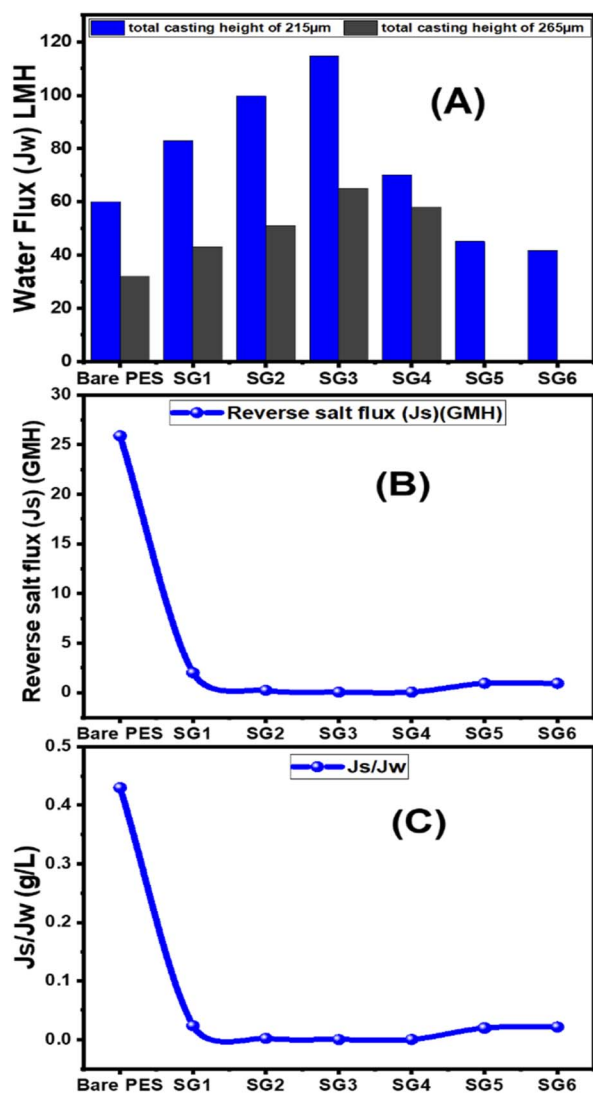 total casting height of 215µm total casting height of 265µm
(A)
Water Flux (Jw) LMH
120
100
80
60
40
20
0
Bare PES SG1 SG2 SG3 SG4 SG5 SG6
Reverse salt flux (Js)(GMH)
(B)
Reverse salt flux (Js) (GMH)
30
25
20
15
10
5
0
Bare PES SG1 SG2 SG3 SG4 SG5 SG6
Js/Jw
(C)
Js/Jw (g/L)
0.5
0.4
0.3
0.2
0.1
0.0
Bare PES SG1 SG2 SG3 SG4 SG5 SG6